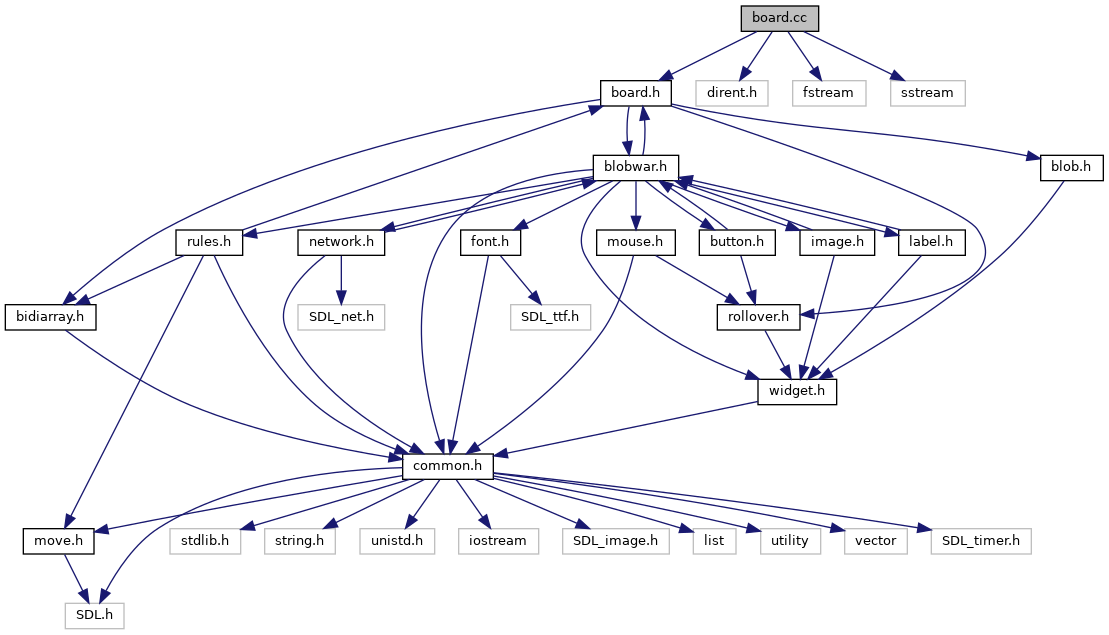 board.cc
board.h
dirent.h
fstream
sstream
blobwar.h
blob.h
rules.h
network.h
font.h
mouse.h
button.h
image.h
label.h
bidiarray.h
SDL_net.h
SDL_ttf.h
rollover.h
widget.h
common.h
move.h
stdlib.h
string.h
unistd.h
iostream
SDL_image.h
list
utility
vector
SDL_timer.h
SDL.h